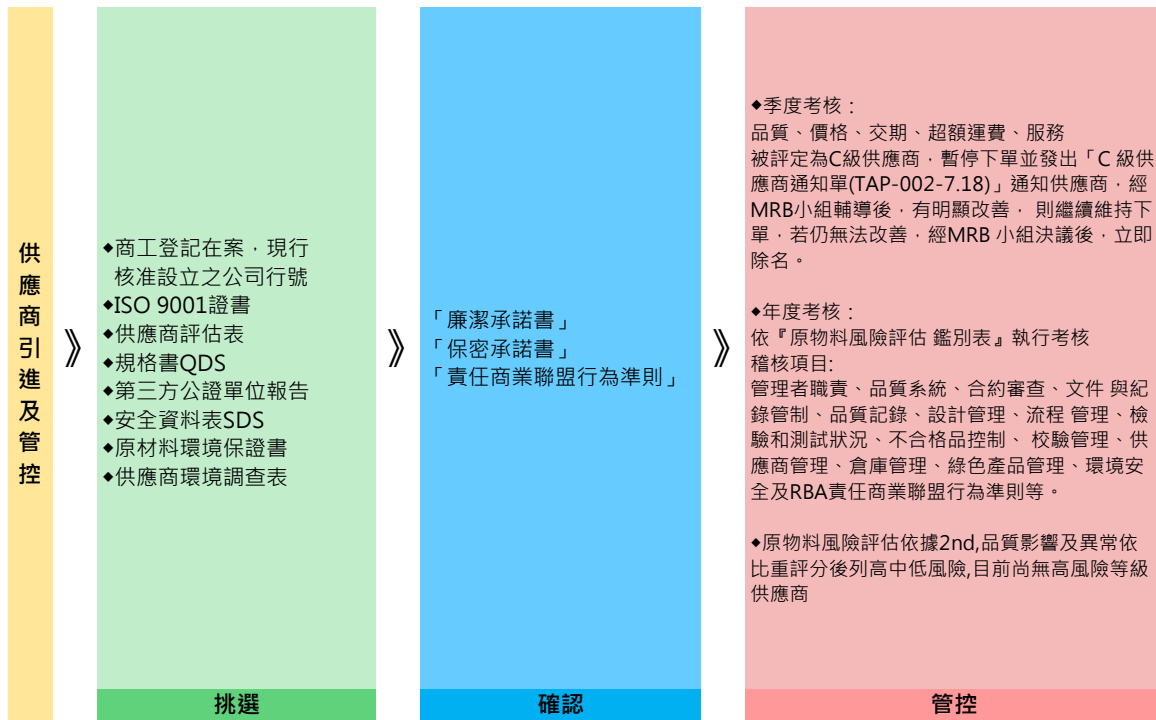 供應商引進及管控
》
◆商工登記在案，現行
核准設立之公司行號
◆ISO 9001證書
◆供應商評估表
◆規格書QDS
◆第三方公證單位報告
◆安全資料表SDS
◆原材料環境保證書
◆供應商環境調查表
挑選
》
「廉潔承諾書」
「保密承諾書」
「責任商業聯盟行為準則」
確認
》
◆季度考核：
品質、價格、交期、超額運費、服務
被評定為C級供應商，暫停下單並發出「C 級供
應商通知單(TAP-002-7.18)」通知供應商，經
MRB小組輔導後，有明顯改善， 則繼續維持下
單，若仍無法改善，經MRB 小組決議後，立即
除名。
◆年度考核：
依『原物料風險評估 鑑別表』執行考核
稽核項目:
管理者職責、品質系統、合約審查、文件 與紀
錄管制、品質記錄、設計管理、流程 管理、檢
驗和測試狀況、不合格品控制、 校驗管理、供
應商管理、倉庫管理、綠色產品管理、環境安
全及RBA責任商業聯盟行為準則等。
◆原物料風險評估依據2nd,品質影響及異常依
比重評分後列高中低風險,目前尚無高風險等級
供應商
管控